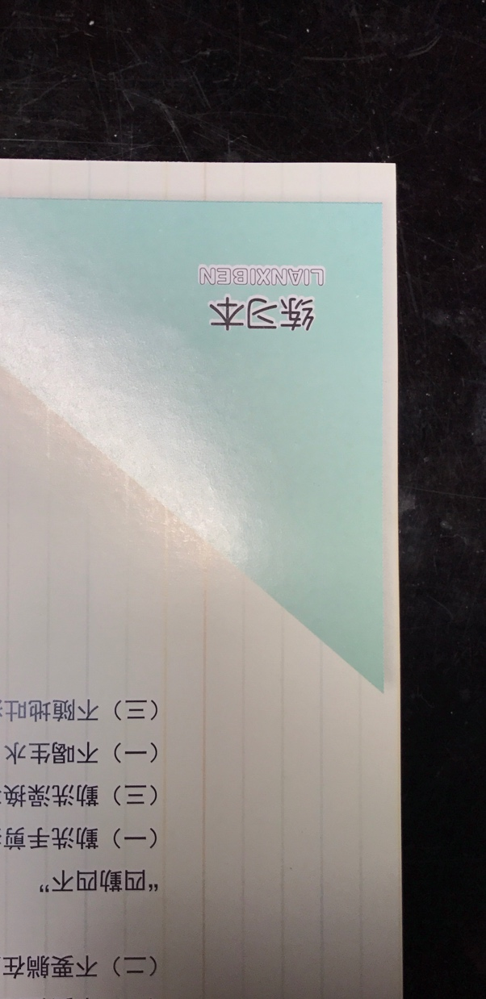 （二）不要躺在
“四勤四不”
（一）勤洗手剪
（三）勤洗澡换
（一）不喝生水
（三）不随地吐
练习本
LIANXIBEN